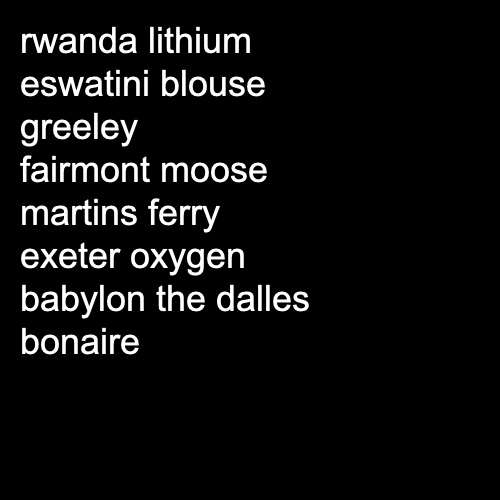 rwanda lithium
eswatini blouse
greeley
fairmont moose
martins ferry
exeter oxygen
babylon the dalles
bonaire